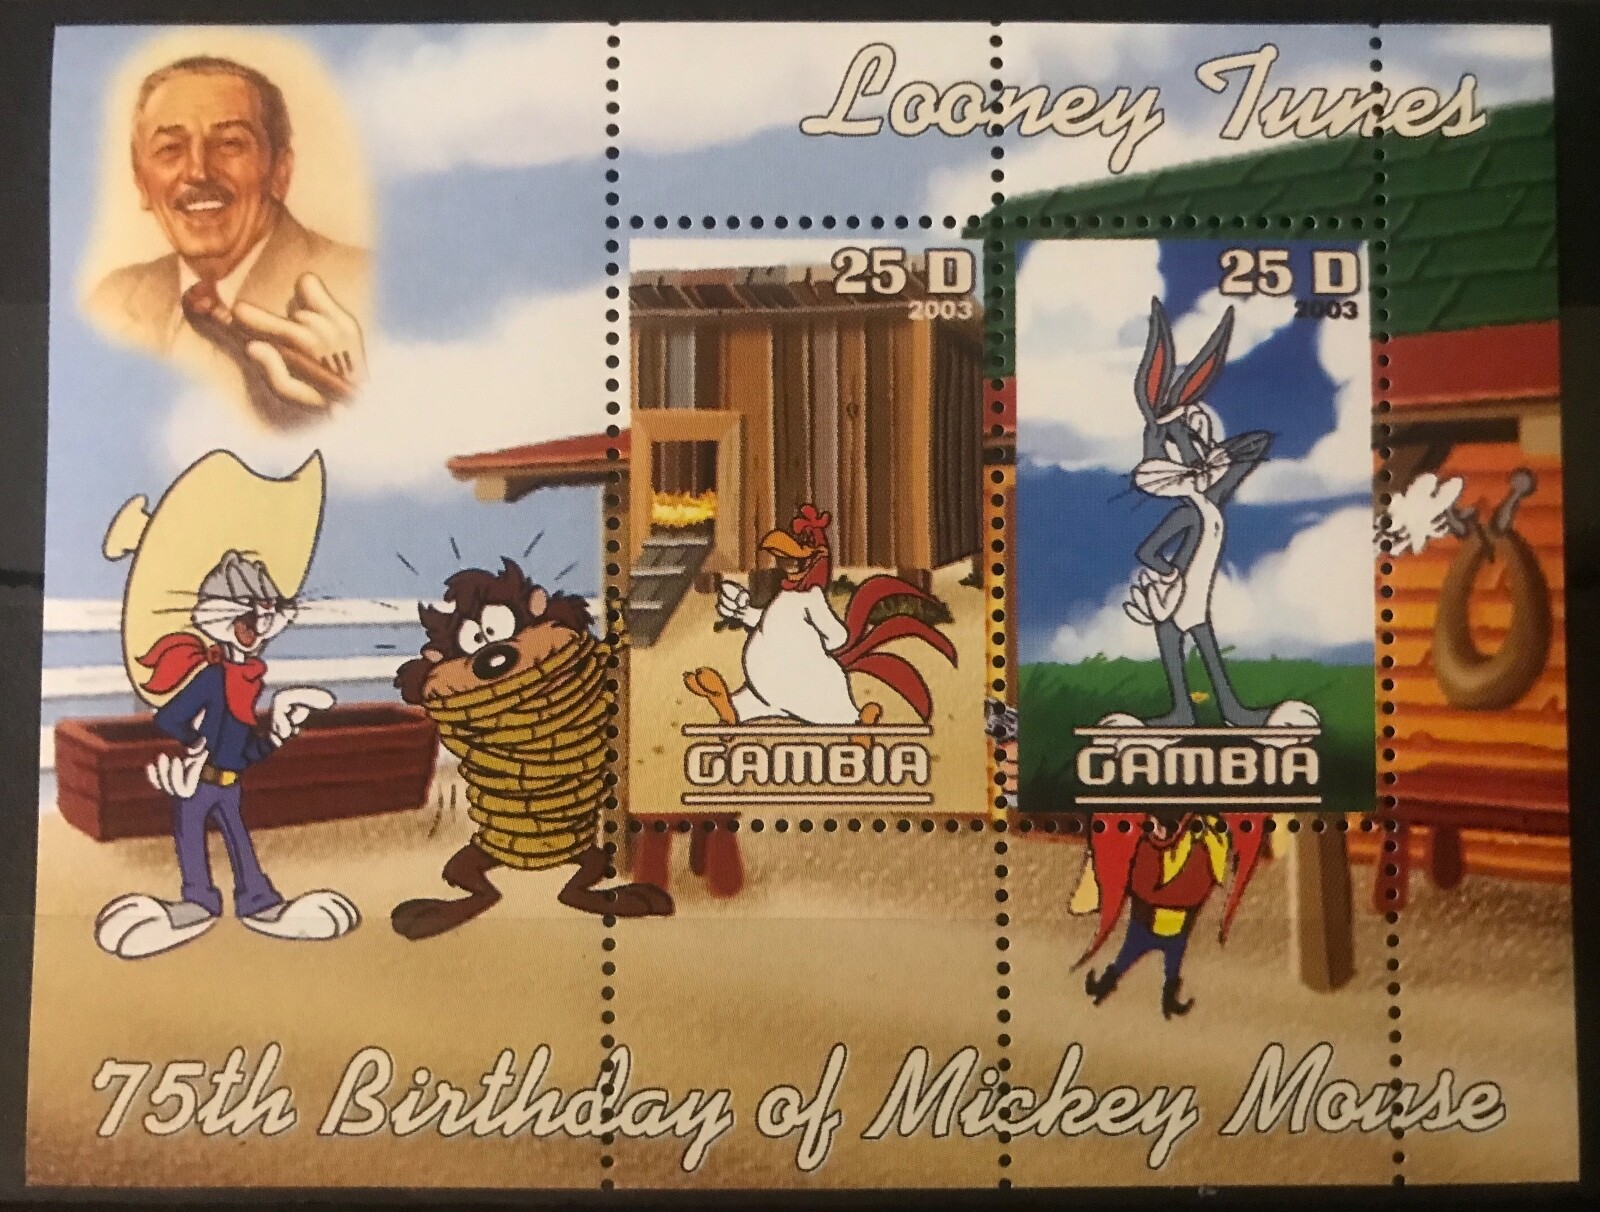 Looney Tunes
25 D
2003
25 D
2003
GAMBIA
GAMBIA
75th Birthday of Mickey Mouse